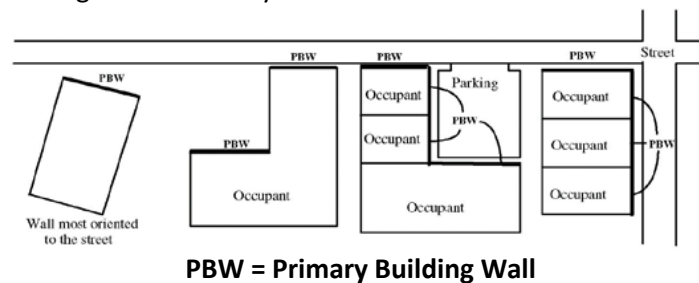 PBW
PBW
PBW
PBW
Street
Parking
Occupant
Occupant
PBW
Occupant
Occupant
PBW
Occupant
Occupant
PBW
Occupant
Occupant
Wall most oriented
to the street
PBW = Primary Building Wall